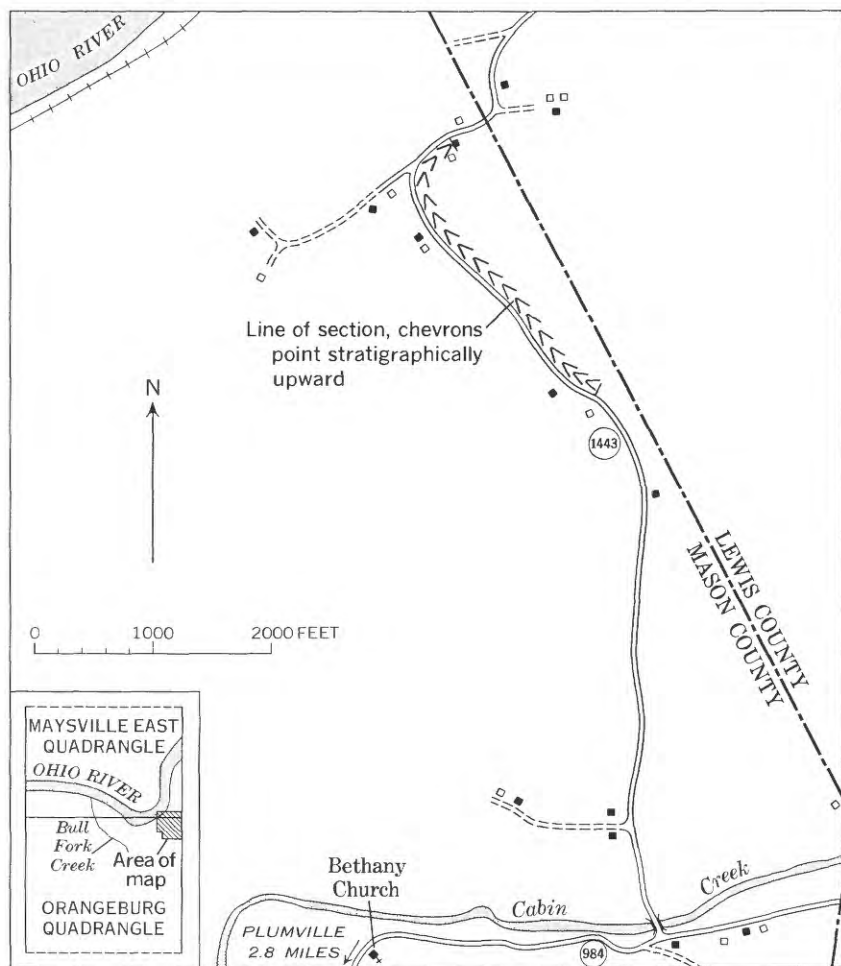 OHIO RIVER
Line of section, chevrons
point stratigraphically
upward
N
1443
0 1000 2000 FEET
LEWIS COUNTY
MASON COUNTY
MAYSVILLE EAST
QUADRANGLE
OHIO RIVER
Bull
Fork
Creek
Area of
map
ORANGEBURG
QUADRANGLE
Bethany
Church
Cabin Creek
PLUMVILLE
2.8 MILES
984